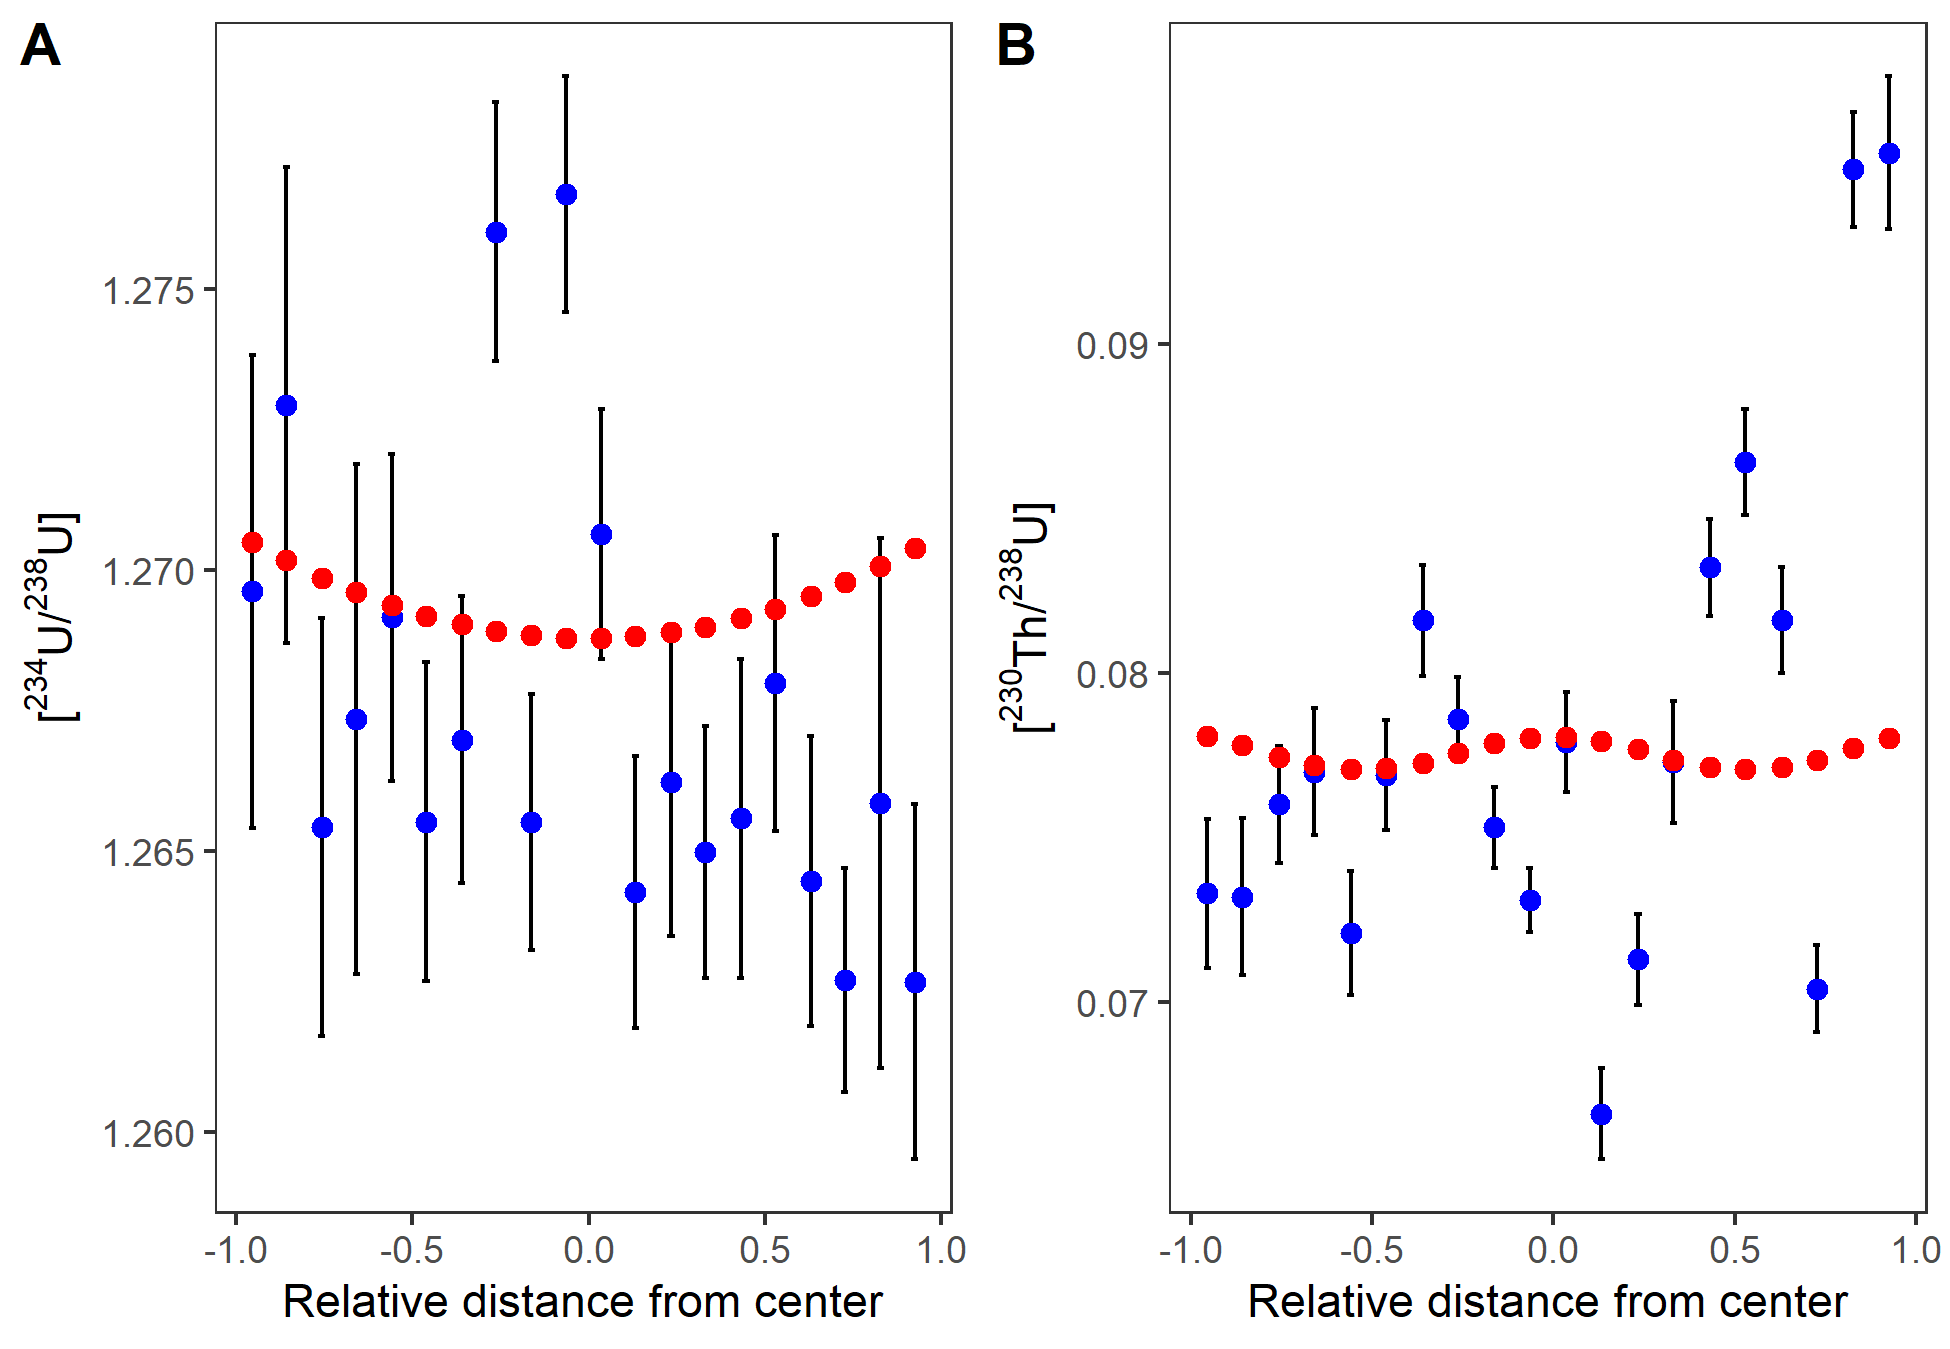 A
B
[²³⁴U/²³⁸U]
1.275
1.270
1.265
1.260
-1.0 -0.5 0.0 0.5 1.0
Relative distance from center
[²³⁰Th/²³⁸U]
0.09
0.08
0.07
-1.0 -0.5 0.0 0.5 1.0
Relative distance from center